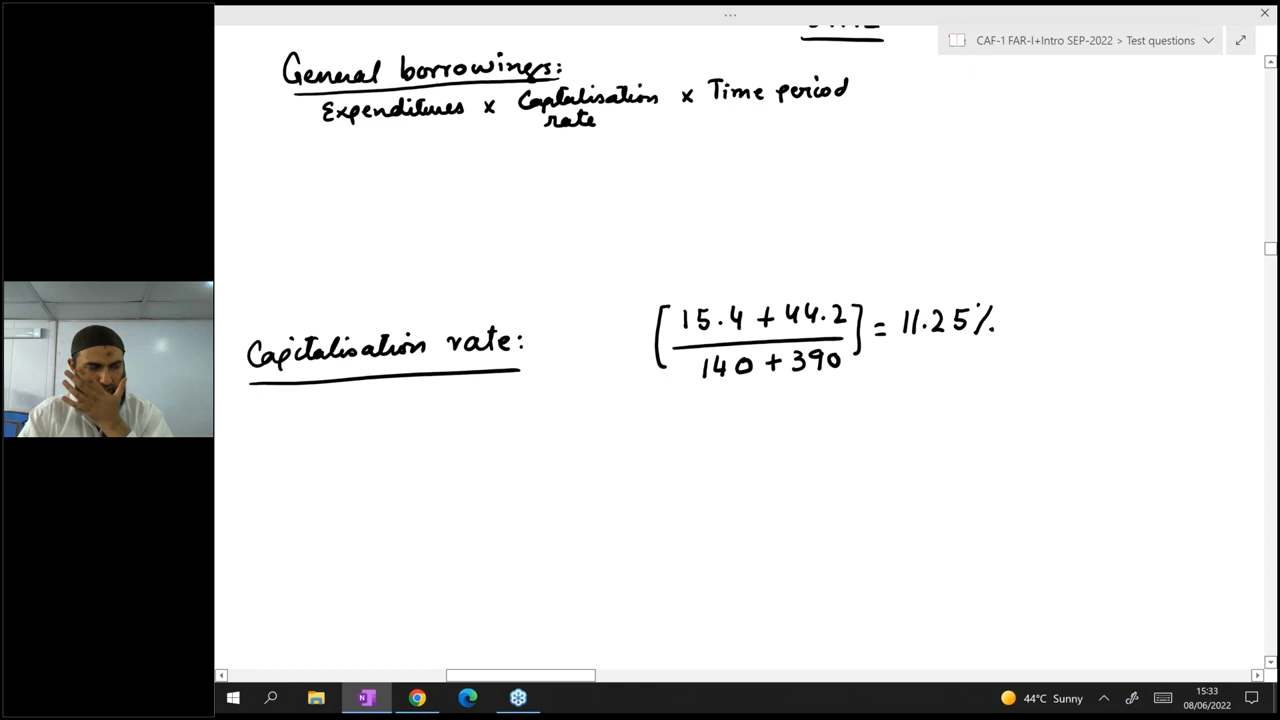 CAF-1 FAR-I+Intro SEP-2022 > Test questions
General borrowings:
Expenditures × Captalisation rate × Time period
Capitalisation rate:
[15.4 + 44.2 / 140 + 390] = 11.25%
44°C Sunny
15:33
08/06/2022